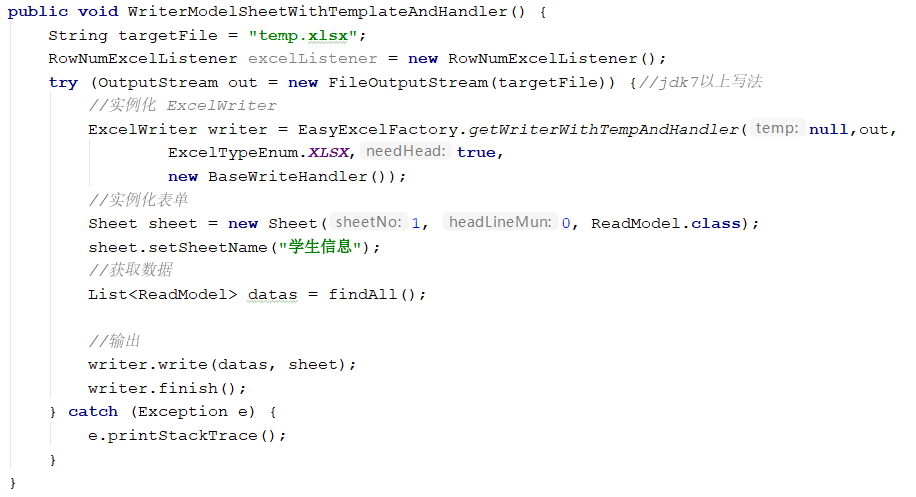 public void WriterModelSheetWithTemplateAndHandler() {
String targetFile = "temp.xlsx";
RowNumExcelListener excelListener = new RowNumExcelListener();
try (OutputStream out = new FileOutputStream(targetFile)) {//jdk7以上写法
//实例化 ExcelWriter
ExcelWriter writer = EasyExcelFactory.getWriterWithTempAndHandler( temp: null,out,
ExcelTypeEnum.XLSX, needHead: true,
new BaseWriteHandler());
//实例化表单
Sheet sheet = new Sheet( sheetNo: 1, headLineMun: 0, ReadModel.class);
sheet.setSheetName("学生信息");
//获取数据
List<ReadModel> datas = findAll();
//输出
writer.write(datas, sheet);
writer.finish();
} catch (Exception e) {
e.printStackTrace();
}
}